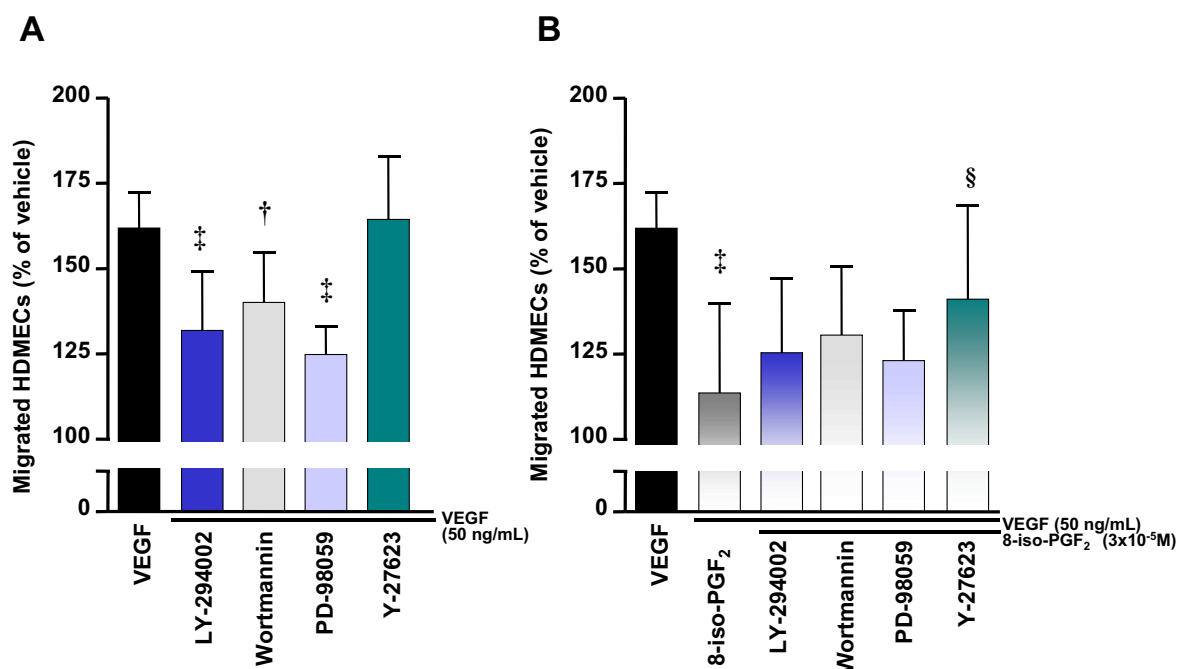 A
Migrated HDMECs (% of vehicle)
200
175
150
125
100
0
‡
†
‡
VEGF
LY-294002
Wortmannin
PD-98059
Y-27623
VEGF
(50 ng/mL)
B
Migrated HDMECs (% of vehicle)
200
175
150
125
100
0
‡
§
VEGF
8-iso-PGF₂
LY-294002
Wortmannin
PD-98059
Y-27623
VEGF (50 ng/mL)
8-iso-PGF₂ (3x10⁻⁵M)